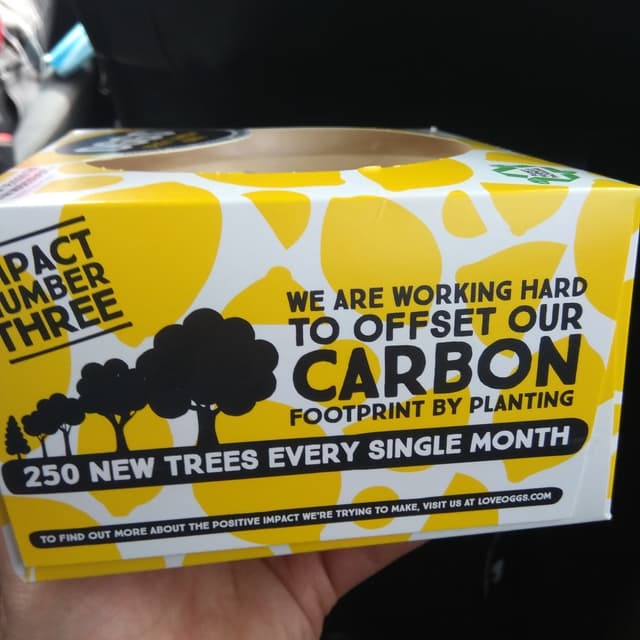 MPACT
NUMBER
THREE
WE ARE WORKING HARD
TO OFFSET OUR
CARBON
FOOTPRINT BY PLANTING
250 NEW TREES EVERY SINGLE MONTH
TO FIND OUT MORE ABOUT THE POSITIVE IMPACT WE'RE TRYING TO MAKE, VISIT US AT LOVEOGGS.COM